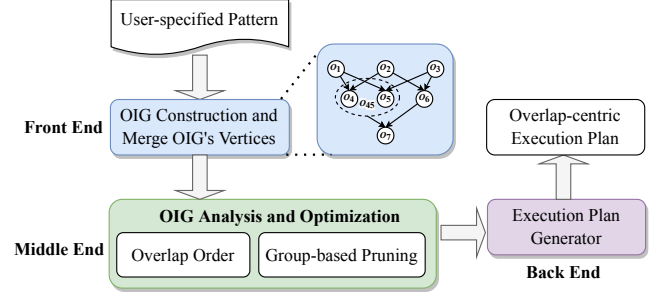 User-specified Pattern
Front End
OIG Construction and
Merge OIG's Vertices
o1 o2 o3
o4 o45 o5 o6
o7
Overlap-centric
Execution Plan
Middle End
OIG Analysis and Optimization
Overlap Order
Group-based Pruning
Execution Plan
Generator
Back End